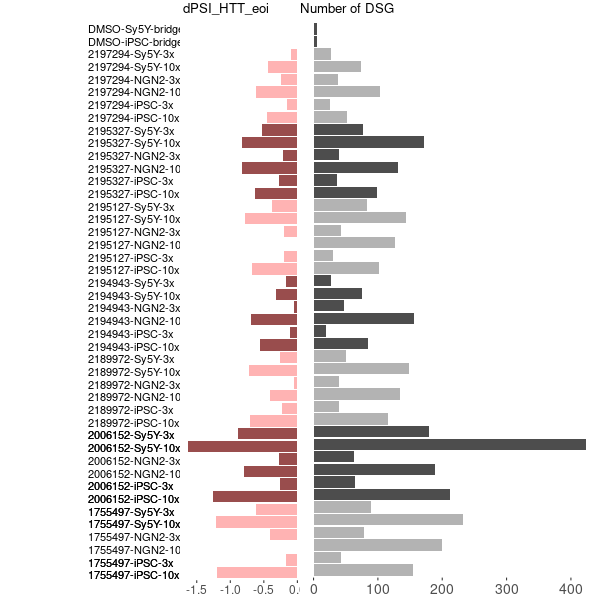 dPSI_HTT_eoi Number of DSG
DMSO-Sy5Y-bridge
DMSO-iPSC-bridge
2197294-Sy5Y-3x
2197294-Sy5Y-10x
2197294-NGN2-3x
2197294-NGN2-10
2197294-iPSC-3x
2197294-iPSC-10x
2195327-Sy5Y-3x
2195327-Sy5Y-10x
2195327-NGN2-3x
2195327-NGN2-10
2195327-iPSC-3x
2195327-iPSC-10x
2195127-Sy5Y-3x
2195127-Sy5Y-10x
2195127-NGN2-3x
2195127-NGN2-10
2195127-iPSC-3x
2195127-iPSC-10x
2194943-Sy5Y-3x
2194943-Sy5Y-10x
2194943-NGN2-3x
2194943-NGN2-10
2194943-iPSC-3x
2194943-iPSC-10x
2189972-Sy5Y-3x
2189972-Sy5Y-10x
2189972-NGN2-3x
2189972-NGN2-10
2189972-iPSC-3x
2189972-iPSC-10x
2006152-Sy5Y-3x
2006152-Sy5Y-10x
2006152-NGN2-3x
2006152-NGN2-10
2006152-iPSC-3x
2006152-iPSC-10x
1755497-Sy5Y-3x
1755497-Sy5Y-10x
1755497-NGN2-3x
1755497-NGN2-10
1755497-iPSC-3x
1755497-iPSC-10x
-1.5 -1.0 -0.5 0. 0 100 200 300 400